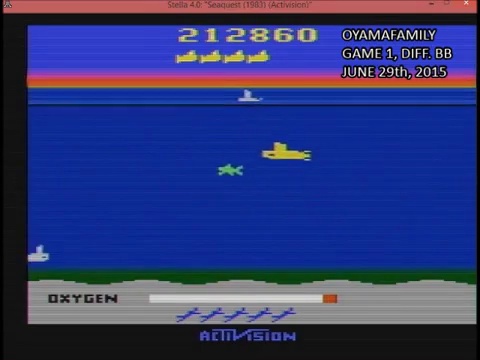 Stella 4.0: "Seaquest (1983) (Activision)"
212860
OYAMAFAMILY
GAME 1, DIFF. BB
JUNE 29th, 2015
OXYGEN
ACTIVISION